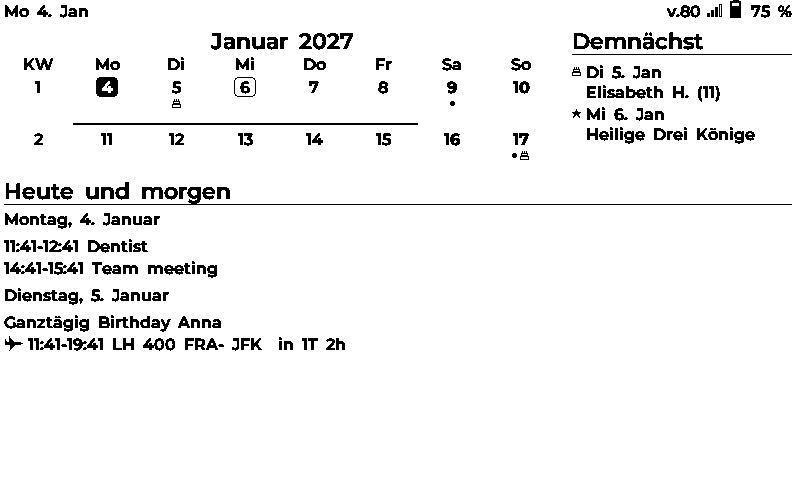 Mo 4. Jan
v.80 75 %
Januar 2027
KW Mo Di Mi Do Fr Sa So
1 4 5 6 7 8 9 10
2 11 12 13 14 15 16 17
Demnächst
Di 5. Jan
Elisabeth H. (11)
Mi 6. Jan
Heilige Drei Könige
Heute und morgen
Montag, 4. Januar
11:41-12:41 Dentist
14:41-15:41 Team meeting
Dienstag, 5. Januar
Ganztägig Birthday Anna
11:41-19:41 LH 400 FRA- JFK in 1T 2h